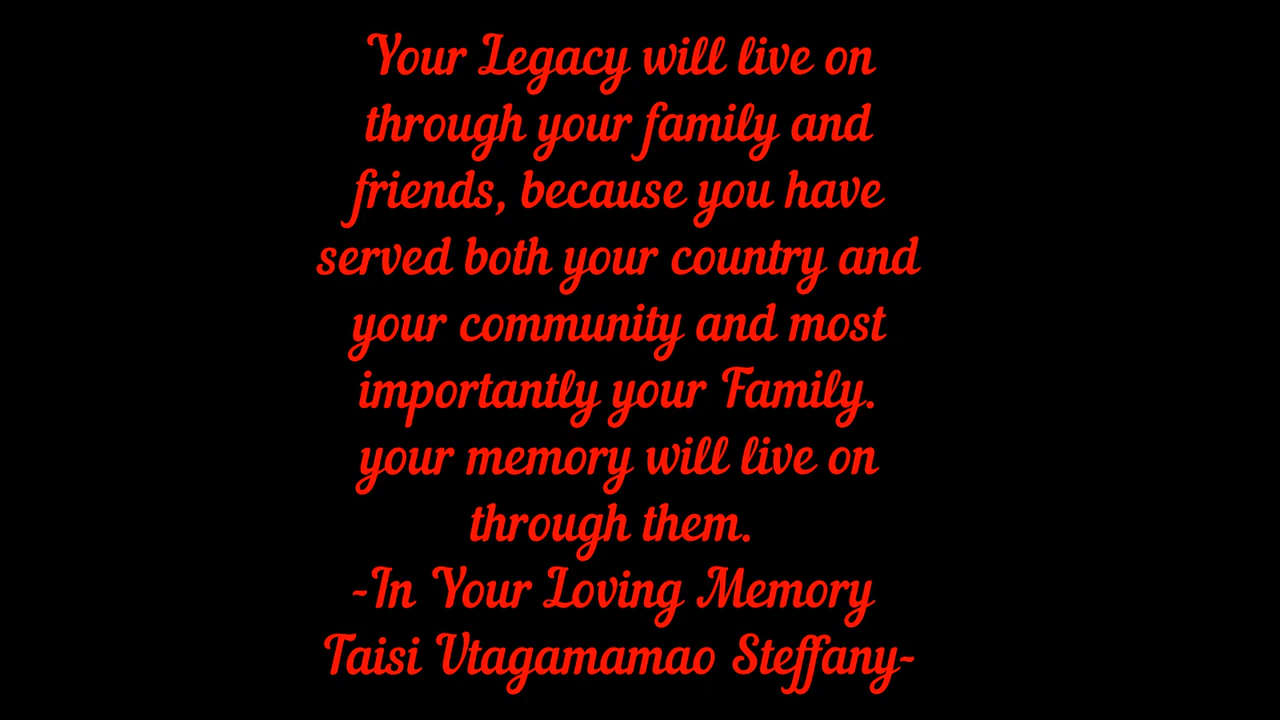 Your Legacy will live on
through your family and
friends, because you have
served both your country and
your community and most
importantly your Family.
your memory will live on
through them.
~In Your Loving Memory
Taisi Utagamamao Steffany~